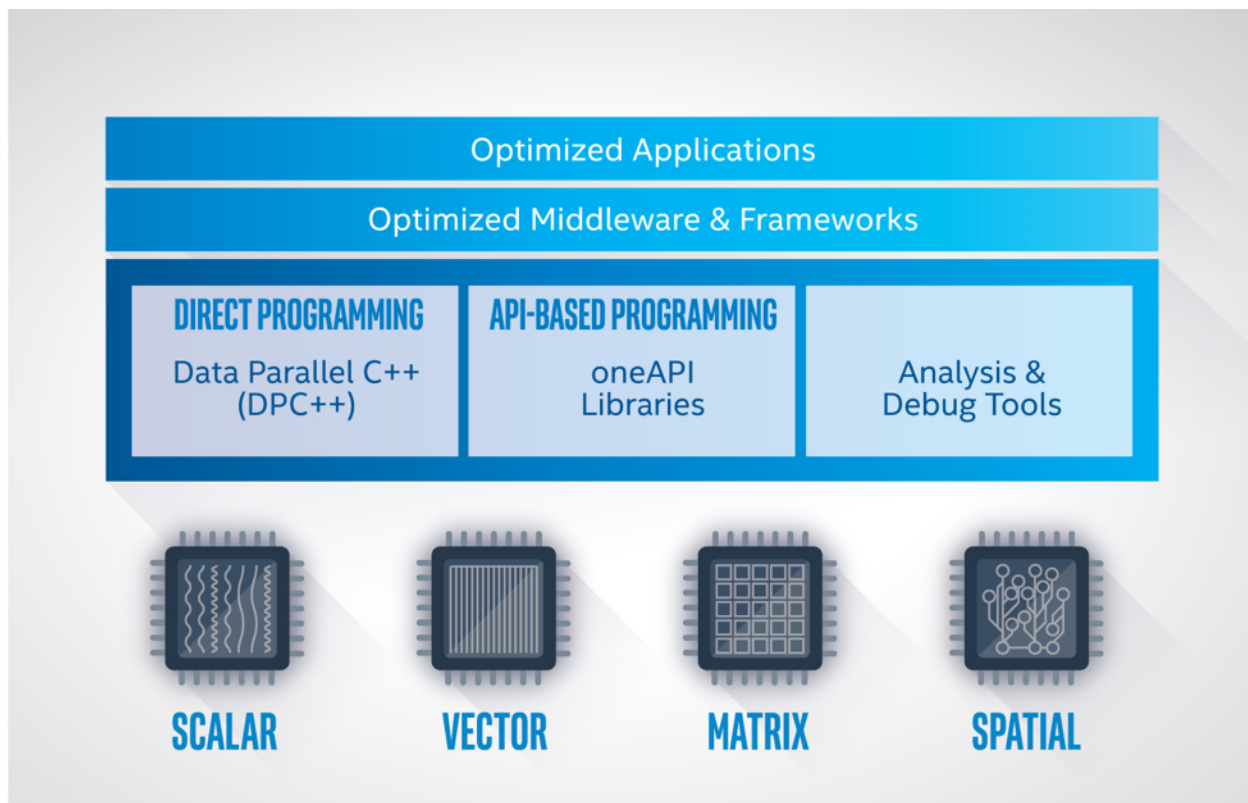 Optimized Applications
Optimized Middleware & Frameworks
DIRECT PROGRAMMING
Data Parallel C++
(DPC++)
API-BASED PROGRAMMING
oneAPI
Libraries
Analysis &
Debug Tools
SCALAR
VECTOR
MATRIX
SPATIAL